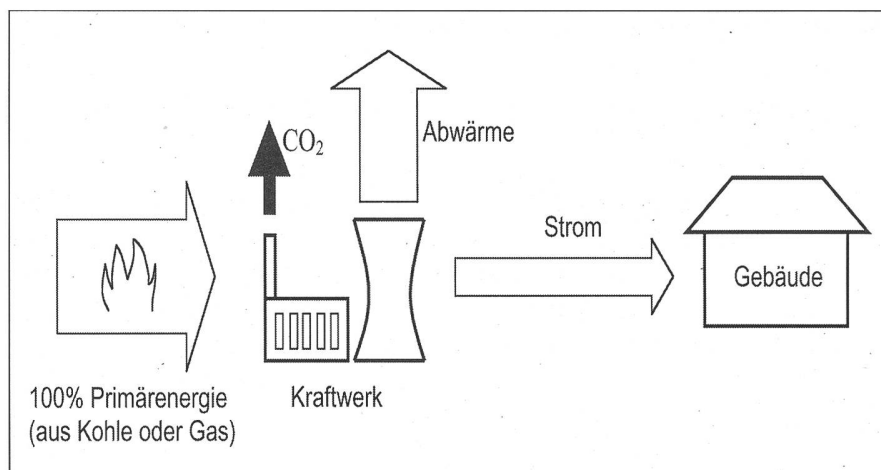 CO₂
Abwärme
Strom
Gebäude
100% Primärenergie
(aus Kohle oder Gas)
Kraftwerk